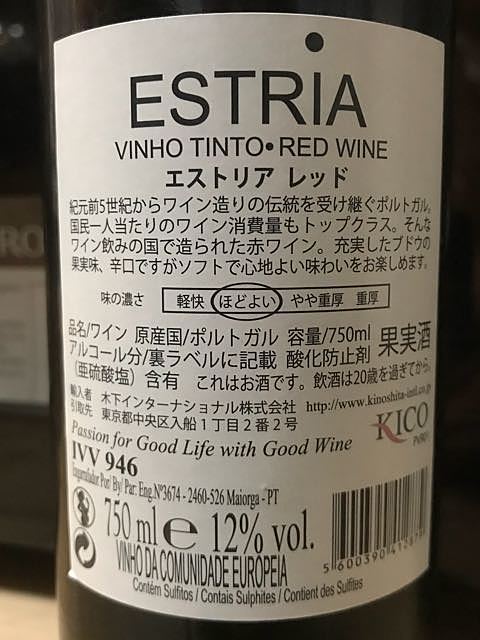 ESTRIA
VINHO TINTO•RED WINE
エストリア レッド
紀元前5世紀からワイン造りの伝統を受け継ぐポルトガル。
国民一人当たりのワイン消費量もトップクラス。そんな
ワイン飲みの国で造られた赤ワイン。充実したブドウの
果実味、辛口ですがソフトで心地よい味わいをお楽しめます。
味の濃さ 軽快 ほどよい やや重厚 重厚
品名/ワイン 原産国/ポルトガル 容量/750ml
アルコール分/裏ラベルに記載 酸化防止剤 果実酒
(亜硫酸塩)含有 これはお酒です。飲酒は20歳を過ぎてから。
輸入者 木下インターナショナル株式会社 http://www.kinoshita-intl.co.jp
引取先 東京都中央区入船1丁目2番2号
KICO
Passion for Good Life with Good Wine
IVV 946
Engarrafador Por/ By/ Par: Eng.Nº3674 - 2460-526 Maiorga - PT
750 ml e 12% vol.
VINHO DA COMUNIDADE EUROPEIA
Contém Sulfitos / Contais Sulphites / Contient des Sulfites